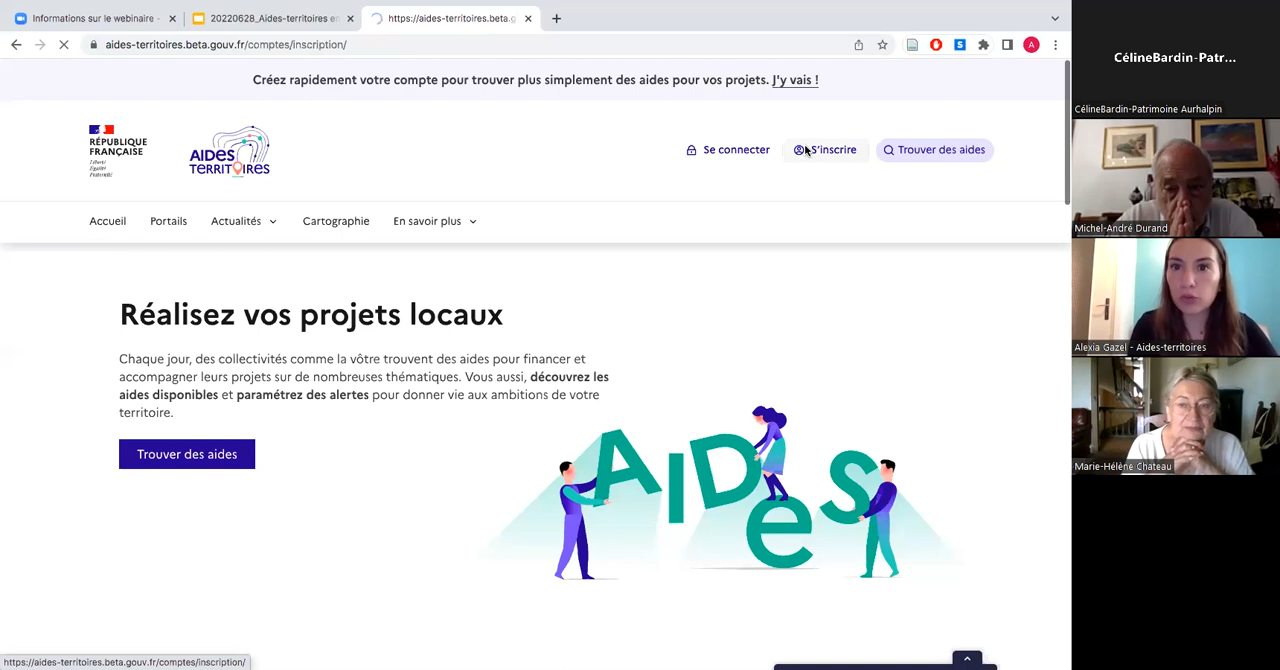 Informations sur le webinaire -
20220628_Aides-territoires en
https://aides-territoires.beta.g
aides-territoires.beta.gouv.fr/comptes/inscription/
S
A
Créez rapidement votre compte pour trouver plus simplement des aides pour vos projets. J'y vais !
RÉPUBLIQUE
FRANÇAISE
Liberté
Égalité
Fraternité
AIDES
TERRITOIRES
Se connecter
S'inscrire
Trouver des aides
Accueil
Portails
Actualités
Cartographie
En savoir plus
Réalisez vos projets locaux
Chaque jour, des collectivités comme la vôtre trouvent des aides pour financer et
accompagner leurs projets sur de nombreuses thématiques. Vous aussi, découvrez les
aides disponibles et paramétrez des alertes pour donner vie aux ambitions de votre
territoire.
Trouver des aides
AIDes
https://aides-territoires.beta.gouv.fr/comptes/inscription/
CélineBardin-Patr...
CélineBardin-Patrimoine Aurhalpin
Michel-André Durand
Alexia Gazel - Aides-territoires
Marie-Hélène Chateau